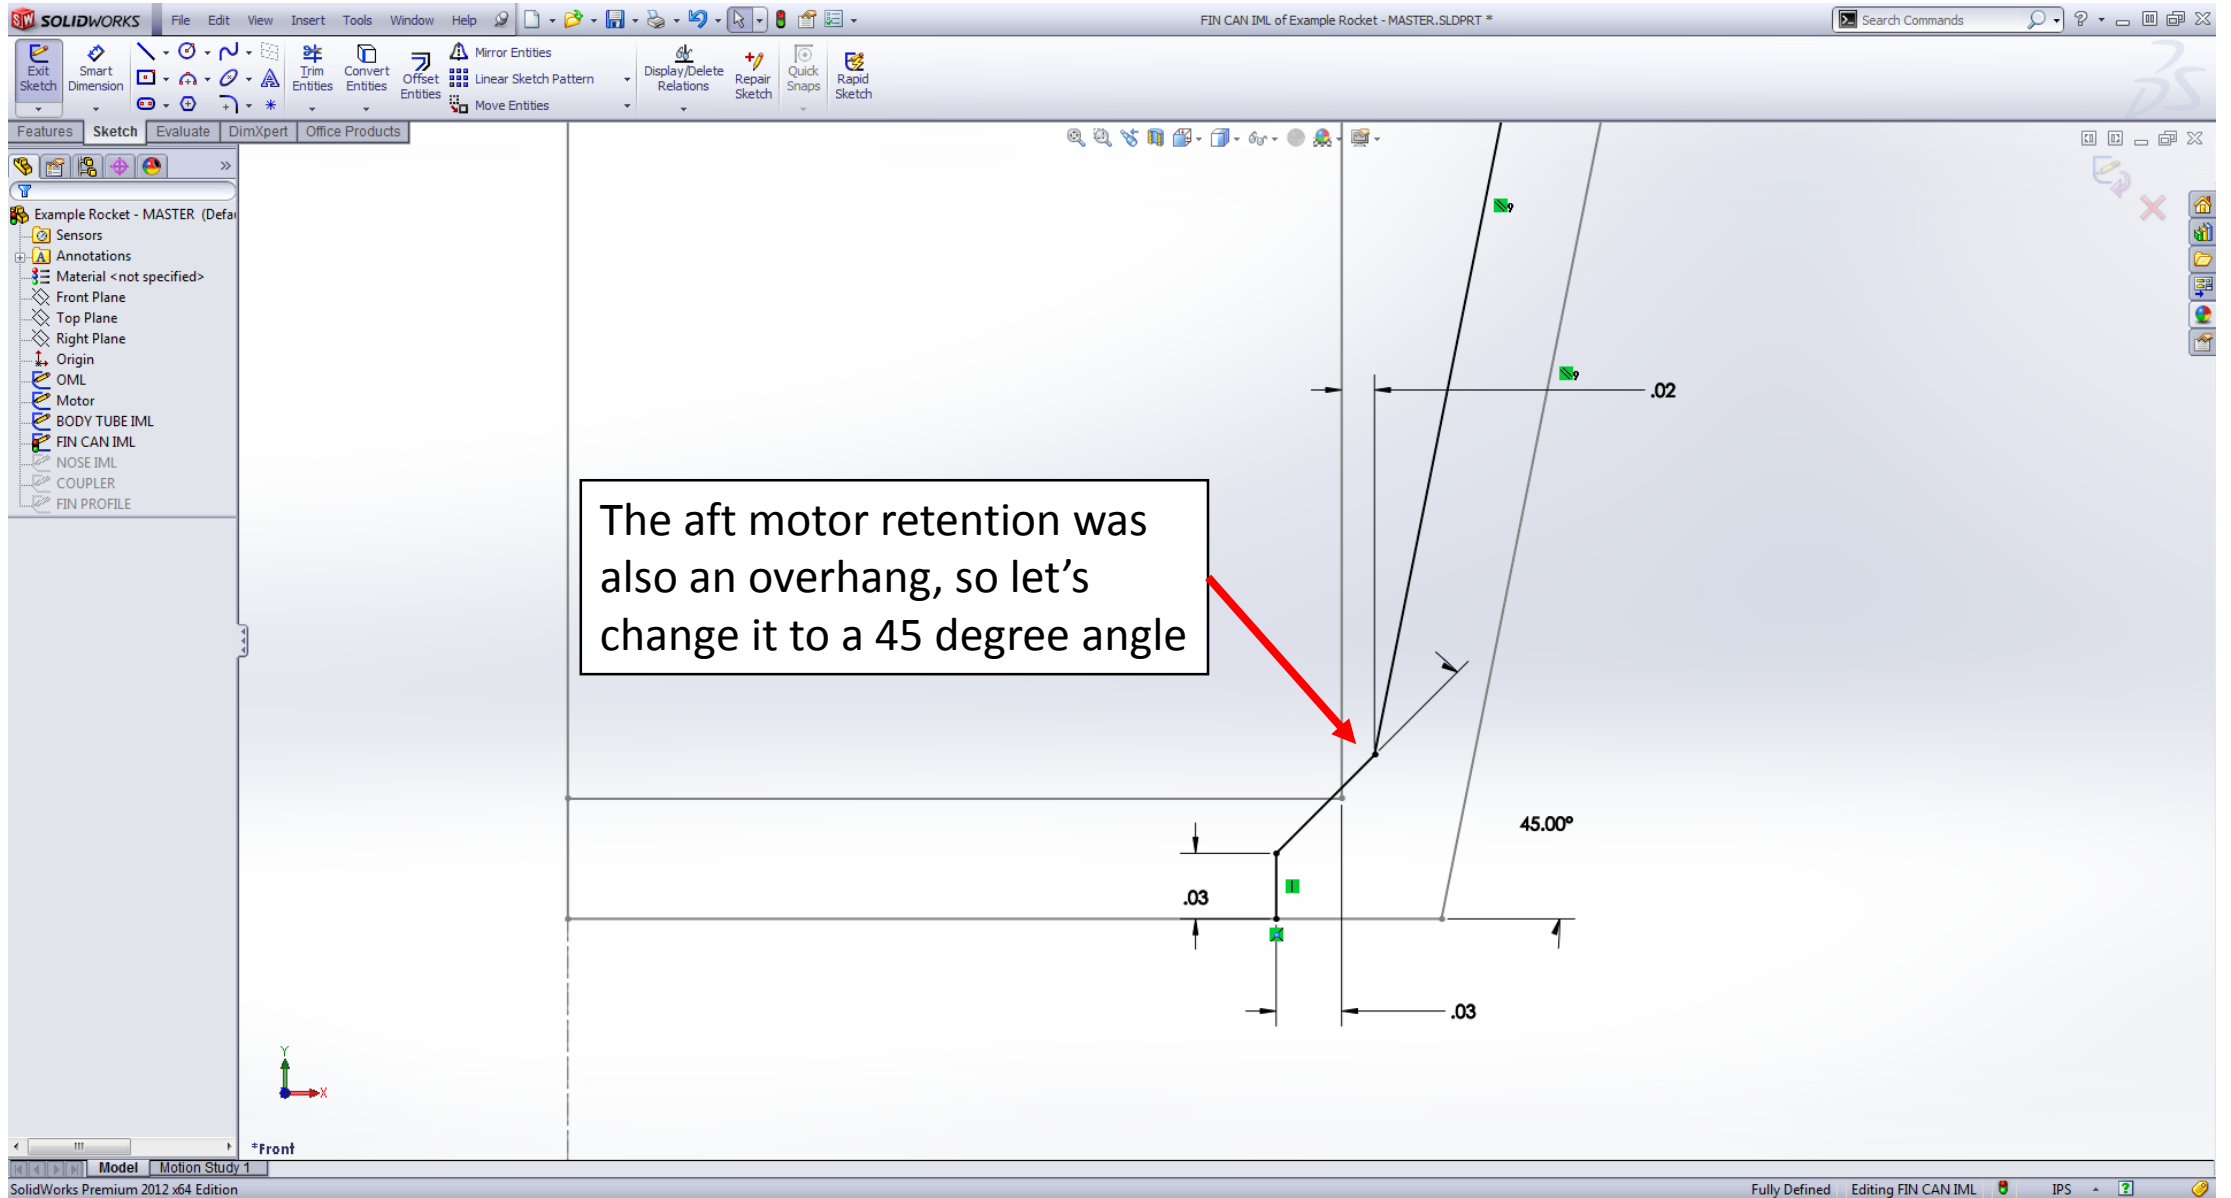 SOLIDWORKS File Edit View Insert Tools Window Help FIN CAN IML of Example Rocket - MASTER.SLDPRT * Search Commands
Exit Sketch
Smart Dimension
Trim Entities
Convert Entities
Offset Entities
Mirror Entities
Linear Sketch Pattern
Move Entities
Display/Delete Relations
Repair Sketch
Quick Snaps
Rapid Sketch
Features Sketch Evaluate DimXpert Office Products
Example Rocket - MASTER (Defau
Sensors
Annotations
Material <not specified>
Front Plane
Top Plane
Right Plane
Origin
OML
Motor
BODY TUBE IML
FIN CAN IML
NOSE IML
COUPLER
FIN PROFILE
9
9
.02
The aft motor retention was
also an overhang, so let's
change it to a 45 degree angle
45.00°
.03
.03
Y
X
*Front
Model Motion Study 1
SolidWorks Premium 2012 x64 Edition Fully Defined Editing FIN CAN IML IPS